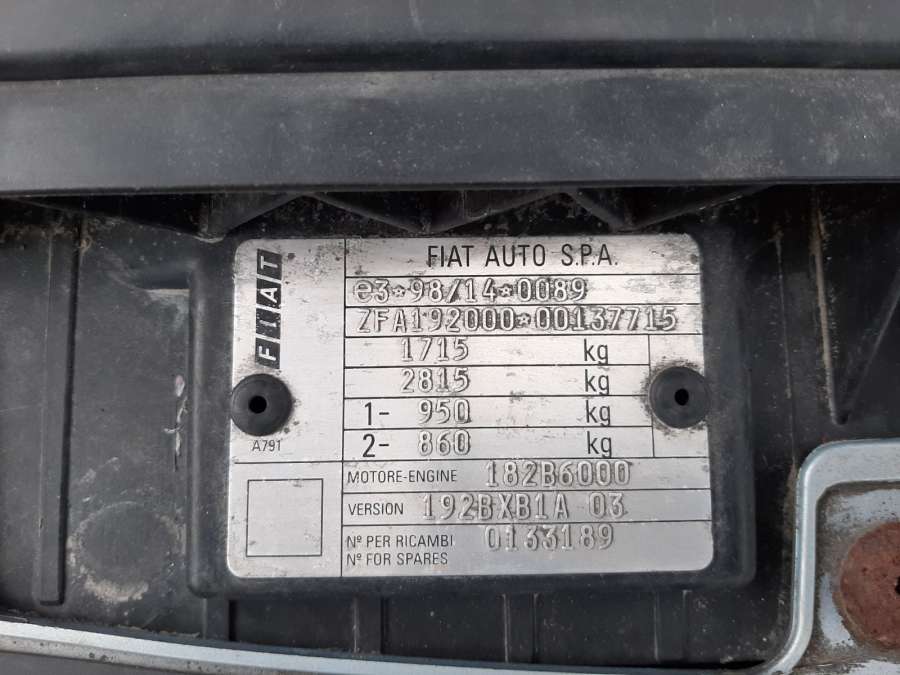 FIAT
FIAT AUTO S.P.A.
e3*98/14*0089
ZFA192000*00137715
1715 kg
2815 kg
1- 950 kg
2- 860 kg
A791
MOTORE-ENGINE 182B6000
VERSION 192BXB1A 03
Nº PER RICAMBI 0133189
Nº FOR SPARES